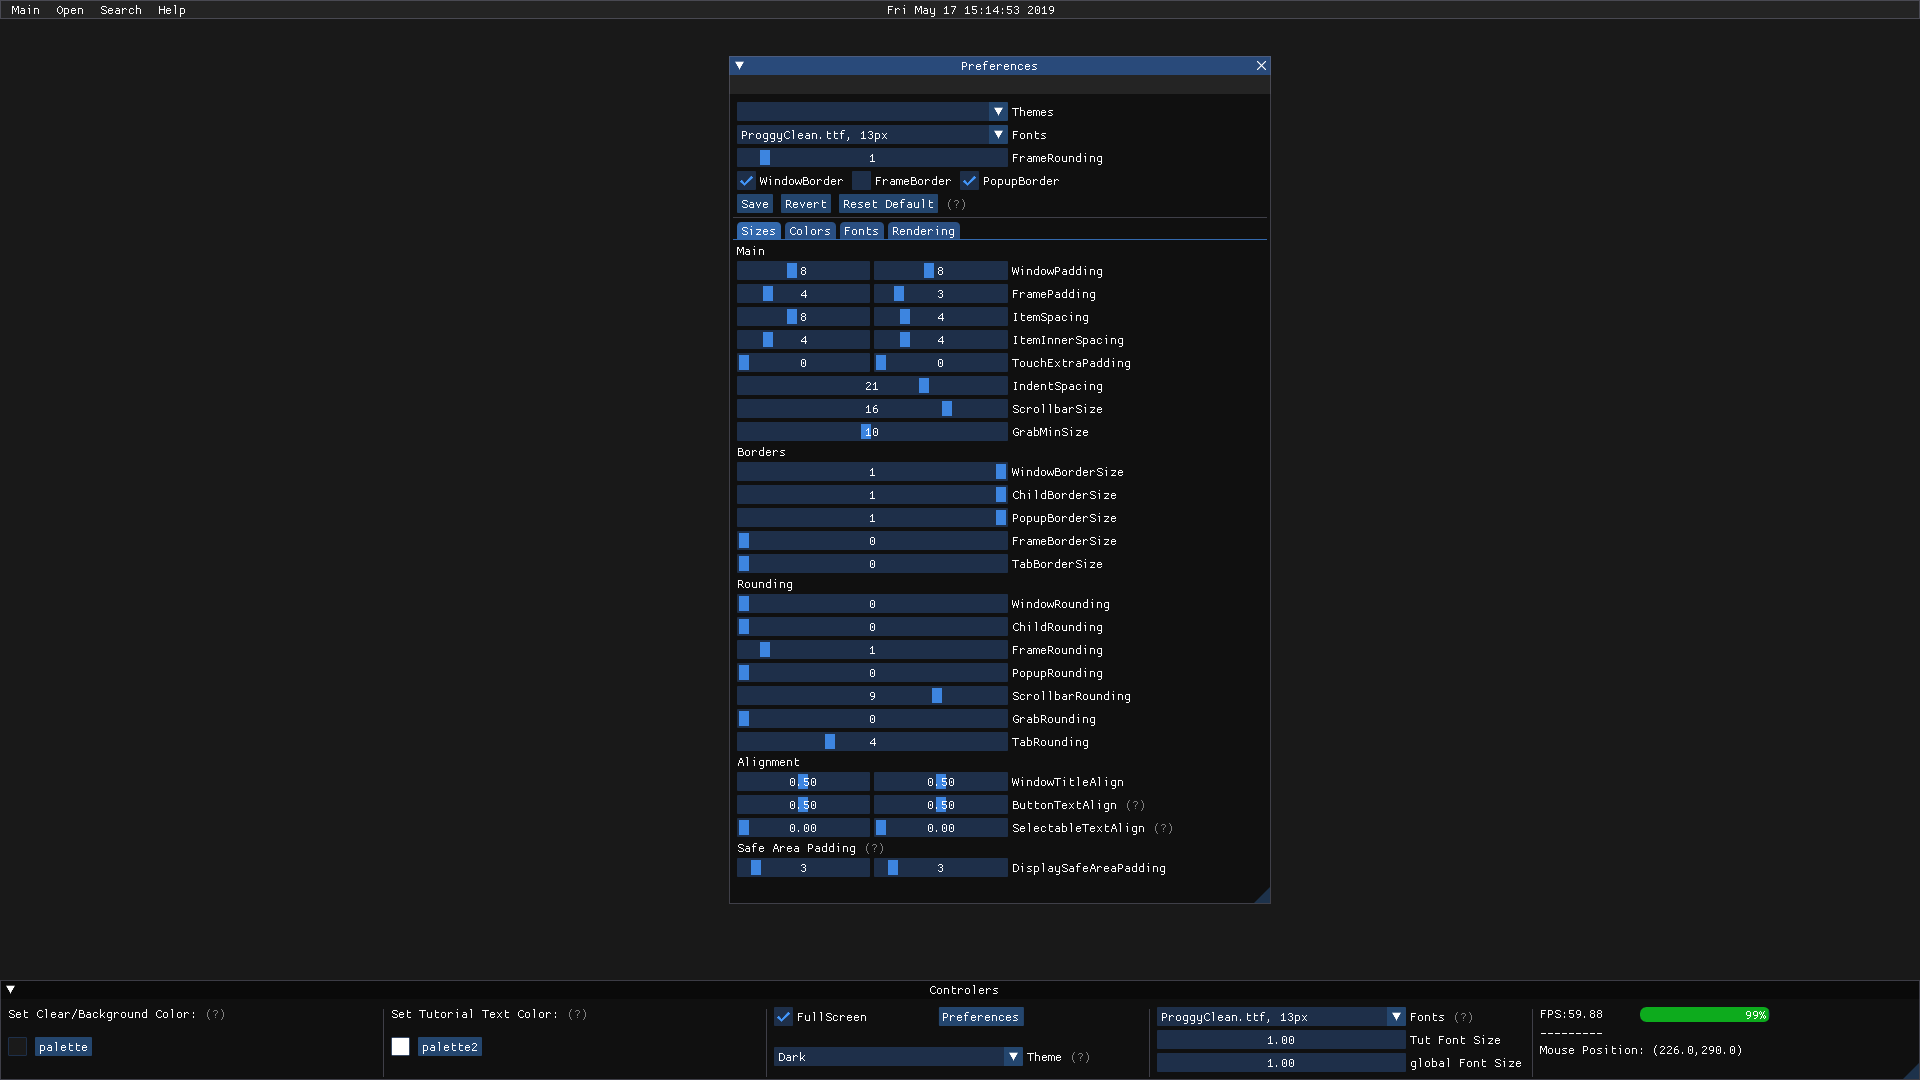 Main Open Search Help Fri May 17 15:14:53 2019
Preferences
Themes
ProggyClean.ttf, 13px Fonts
1 FrameRounding
WindowBorder FrameBorder PopupBorder
Save Revert Reset Default (?)
Sizes Colors Fonts Rendering
Main
8 8 WindowPadding
4 3 FramePadding
8 4 ItemSpacing
4 4 ItemInnerSpacing
0 0 TouchExtraPadding
21 IndentSpacing
16 ScrollbarSize
10 GrabMinSize
Borders
1 WindowBorderSize
1 ChildBorderSize
1 PopupBorderSize
0 FrameBorderSize
0 TabBorderSize
Rounding
0 WindowRounding
0 ChildRounding
1 FrameRounding
0 PopupRounding
9 ScrollbarRounding
0 GrabRounding
4 TabRounding
Alignment
0.50 0.50 WindowTitleAlign
0.50 0.50 ButtonTextAlign (?)
0.00 0.00 SelectableTextAlign (?)
Safe Area Padding (?)
3 3 DisplaySafeAreaPadding
Controlers
Set Clear/Background Color: (?)
palette
Set Tutorial Text Color: (?)
palette2
FullScreen Preferences
Dark Theme (?)
ProggyClean.ttf, 13px Fonts (?)
1.00 Tut Font Size
1.00 global Font Size
FPS:59.88 99%
---------
Mouse Position: (226.0,290.0)